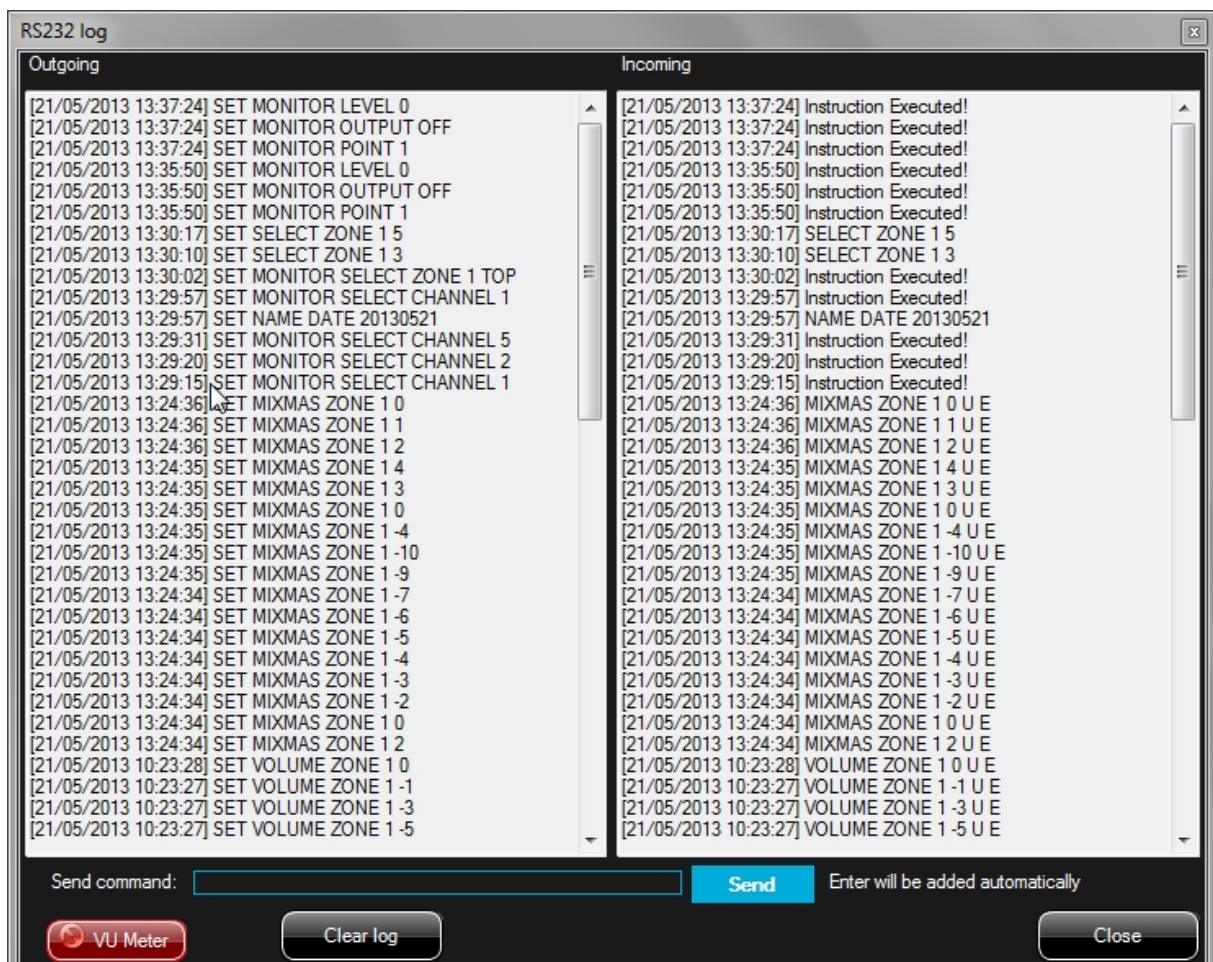 RS232 log
Outgoing
[21/05/2013 13:37:24] SET MONITOR LEVEL 0
[21/05/2013 13:37:24] SET MONITOR OUTPUT OFF
[21/05/2013 13:37:24] SET MONITOR POINT 1
[21/05/2013 13:35:50] SET MONITOR LEVEL 0
[21/05/2013 13:35:50] SET MONITOR OUTPUT OFF
[21/05/2013 13:35:50] SET MONITOR POINT 1
[21/05/2013 13:30:17] SET SELECT ZONE 1 5
[21/05/2013 13:30:10] SET SELECT ZONE 1 3
[21/05/2013 13:30:02] SET MONITOR SELECT ZONE 1 TOP
[21/05/2013 13:29:57] SET MONITOR SELECT CHANNEL 1
[21/05/2013 13:29:57] SET NAME DATE 20130521
[21/05/2013 13:29:31] SET MONITOR SELECT CHANNEL 5
[21/05/2013 13:29:20] SET MONITOR SELECT CHANNEL 2
[21/05/2013 13:29:15] SET MONITOR SELECT CHANNEL 1
[21/05/2013 13:24:36] SET MIXMAS ZONE 1 0
[21/05/2013 13:24:36] SET MIXMAS ZONE 1 1
[21/05/2013 13:24:36] SET MIXMAS ZONE 1 2
[21/05/2013 13:24:35] SET MIXMAS ZONE 1 4
[21/05/2013 13:24:35] SET MIXMAS ZONE 1 3
[21/05/2013 13:24:35] SET MIXMAS ZONE 1 0
[21/05/2013 13:24:35] SET MIXMAS ZONE 1 -4
[21/05/2013 13:24:35] SET MIXMAS ZONE 1 -10
[21/05/2013 13:24:35] SET MIXMAS ZONE 1 -9
[21/05/2013 13:24:34] SET MIXMAS ZONE 1 -7
[21/05/2013 13:24:34] SET MIXMAS ZONE 1 -6
[21/05/2013 13:24:34] SET MIXMAS ZONE 1 -5
[21/05/2013 13:24:34] SET MIXMAS ZONE 1 -4
[21/05/2013 13:24:34] SET MIXMAS ZONE 1 -3
[21/05/2013 13:24:34] SET MIXMAS ZONE 1 -2
[21/05/2013 13:24:34] SET MIXMAS ZONE 1 0
[21/05/2013 13:24:34] SET MIXMAS ZONE 1 2
[21/05/2013 10:23:28] SET VOLUME ZONE 1 0
[21/05/2013 10:23:27] SET VOLUME ZONE 1 -1
[21/05/2013 10:23:27] SET VOLUME ZONE 1 -3
[21/05/2013 10:23:27] SET VOLUME ZONE 1 -5
Incoming
[21/05/2013 13:37:24] Instruction Executed!
[21/05/2013 13:37:24] Instruction Executed!
[21/05/2013 13:37:24] Instruction Executed!
[21/05/2013 13:35:50] Instruction Executed!
[21/05/2013 13:35:50] Instruction Executed!
[21/05/2013 13:35:50] Instruction Executed!
[21/05/2013 13:30:17] SELECT ZONE 1 5
[21/05/2013 13:30:10] SELECT ZONE 1 3
[21/05/2013 13:30:02] Instruction Executed!
[21/05/2013 13:29:57] Instruction Executed!
[21/05/2013 13:29:57] NAME DATE 20130521
[21/05/2013 13:29:31] Instruction Executed!
[21/05/2013 13:29:20] Instruction Executed!
[21/05/2013 13:29:15] Instruction Executed!
[21/05/2013 13:24:36] MIXMAS ZONE 1 0 U E
[21/05/2013 13:24:36] MIXMAS ZONE 1 1 U E
[21/05/2013 13:24:36] MIXMAS ZONE 1 2 U E
[21/05/2013 13:24:35] MIXMAS ZONE 1 4 U E
[21/05/2013 13:24:35] MIXMAS ZONE 1 3 U E
[21/05/2013 13:24:35] MIXMAS ZONE 1 0 U E
[21/05/2013 13:24:35] MIXMAS ZONE 1 -4 U E
[21/05/2013 13:24:35] MIXMAS ZONE 1 -10 U E
[21/05/2013 13:24:35] MIXMAS ZONE 1 -9 U E
[21/05/2013 13:24:34] MIXMAS ZONE 1 -7 U E
[21/05/2013 13:24:34] MIXMAS ZONE 1 -6 U E
[21/05/2013 13:24:34] MIXMAS ZONE 1 -5 U E
[21/05/2013 13:24:34] MIXMAS ZONE 1 -4 U E
[21/05/2013 13:24:34] MIXMAS ZONE 1 -3 U E
[21/05/2013 13:24:34] MIXMAS ZONE 1 -2 U E
[21/05/2013 13:24:34] MIXMAS ZONE 1 0 U E
[21/05/2013 13:24:34] MIXMAS ZONE 1 2 U E
[21/05/2013 10:23:28] VOLUME ZONE 1 0 U E
[21/05/2013 10:23:27] VOLUME ZONE 1 -1 U E
[21/05/2013 10:23:27] VOLUME ZONE 1 -3 U E
[21/05/2013 10:23:27] VOLUME ZONE 1 -5 U E
Send command:
Send
Enter will be added automatically
VU Meter
Clear log
Close